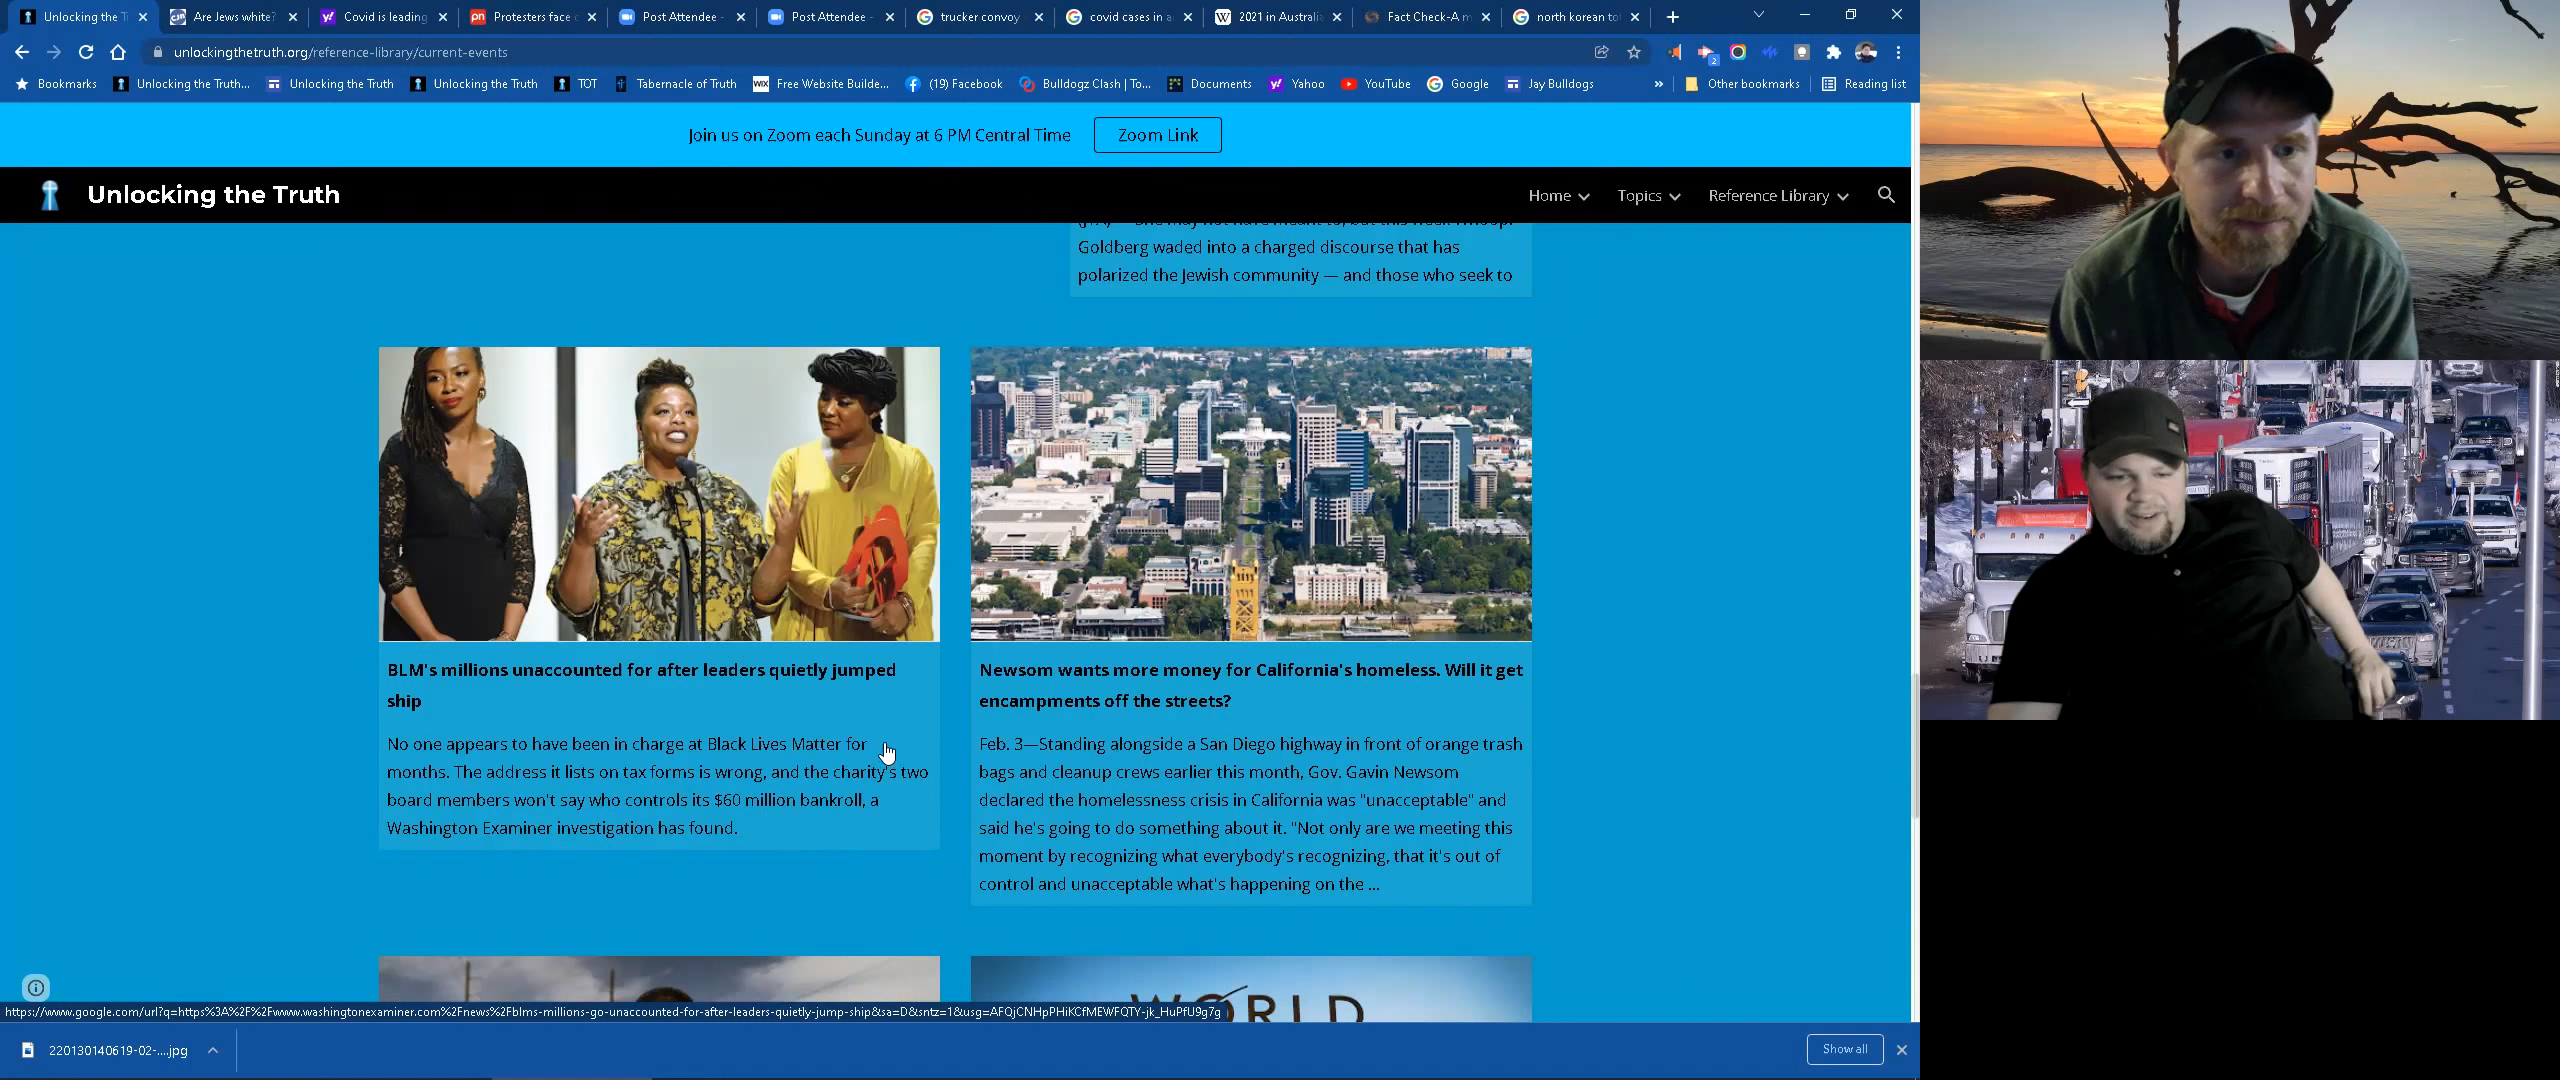 Unlocking the T
Are Jews white?
Covid is leading
Protesters face
Post Attendee -
Post Attendee -
trucker convoy
covid cases in a
2021 in Australia
Fact Check-A m
north korean to
unlockingthetruth.org/reference-library/current-events
Bookmarks
Unlocking the Truth...
Unlocking the Truth
Unlocking the Truth
TOT
Tabernacle of Truth
WIX
Free Website Builde...
(19) Facebook
Bulldogz Clash | To...
Documents
Yahoo
YouTube
Google
Jay Bulldogs
»
Other bookmarks
Reading list
Join us on Zoom each Sunday at 6 PM Central Time
Zoom Link
Unlocking the Truth
Home
Topics
Reference Library
Goldberg waded into a charged discourse that has
polarized the Jewish community — and those who seek to
BLM's millions unaccounted for after leaders quietly jumped
ship
No one appears to have been in charge at Black Lives Matter for
months. The address it lists on tax forms is wrong, and the charity's two
board members won't say who controls its $60 million bankroll, a
Washington Examiner investigation has found.
Newsom wants more money for California's homeless. Will it get
encampments off the streets?
Feb. 3—Standing alongside a San Diego highway in front of orange trash
bags and cleanup crews earlier this month, Gov. Gavin Newsom
declared the homelessness crisis in California was "unacceptable" and
said he's going to do something about it. "Not only are we meeting this
moment by recognizing what everybody's recognizing, that it's out of
control and unacceptable what's happening on the ...
WORLD
https://www.google.com/url?q=https%3A%2F%2Fwww.washingtonexaminer.com%2Fnews%2Fblms-millions-go-unaccounted-for-after-leaders-quietly-jump-ship&sa=D&sntz=1&usg=AFQjCNHpPHiKCfMEWFQTY-jk_HuPfU9g7g
220130140619-02-....jpg
Show all